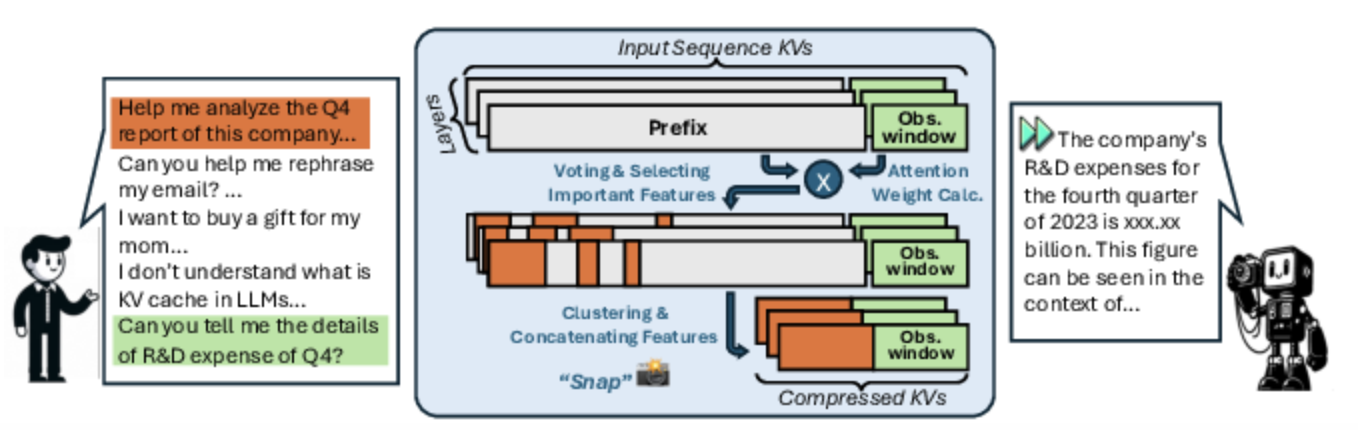 Help me analyze the Q4
report of this company...
Can you help me rephrase
my email? ...
I want to buy a gift for my
mom...
I don't understand what is
KV cache in LLMs...
Can you tell me the details
of R&D expense of Q4?
Input Sequence KVs
Layers
Prefix
Obs.
window
Voting & Selecting
Important Features
X
Attention
Weight Calc.
Obs.
window
Clustering &
Concatenating Features
Obs.
window
“Snap”
Compressed KVs
The company's
R&D expenses for
the fourth quarter
of 2023 is xxx.xx
billion. This figure
can be seen in the
context of...